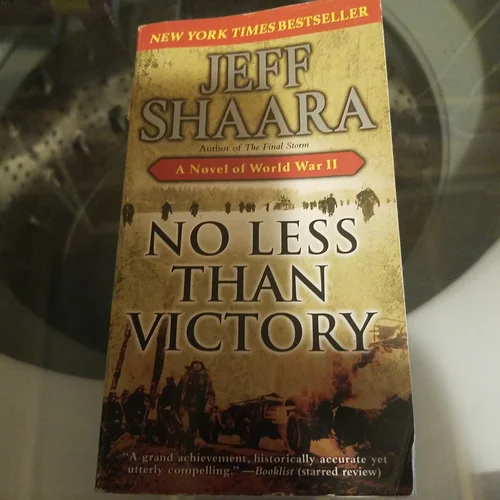 NEW YORK TIMES BESTSELLER
JEFF
SHAARA
Author of The Final Storm
A Novel of World War II
NO LESS
THAN
VICTORY
"A grand achievement, historically accurate yet
utterly compelling." —Booklist (starred review)